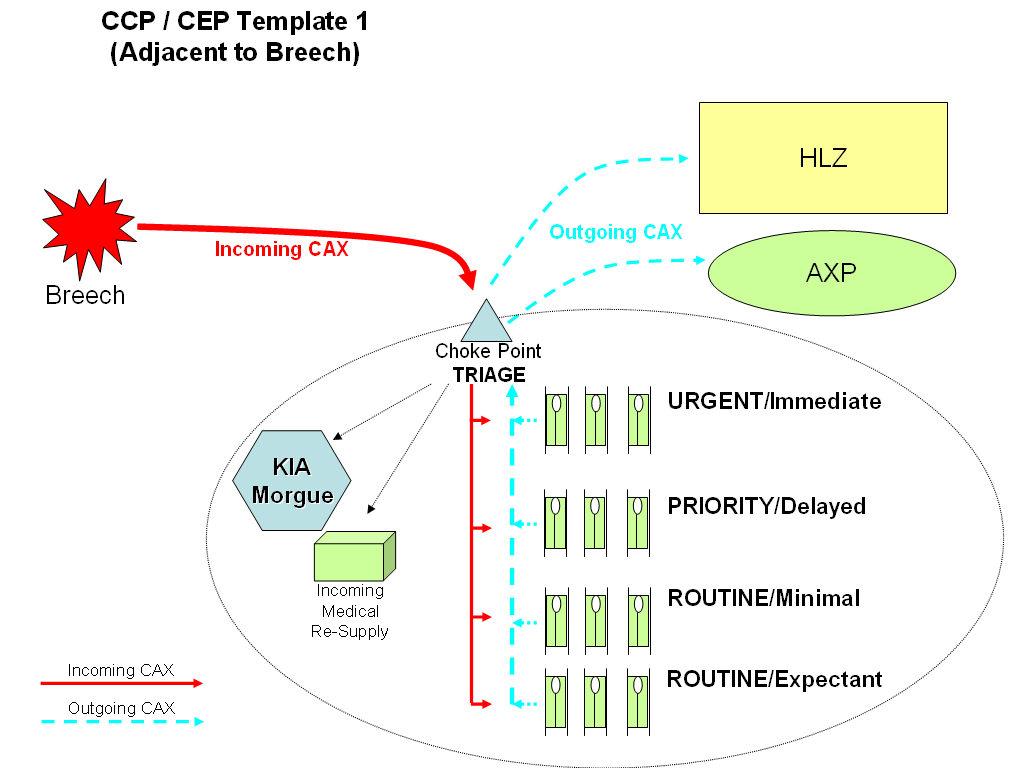 CCP / CEP Template 1
(Adjacent to Breech)
HLZ
Outgoing CAX
Incoming CAX
AXP
Breech
Choke Point
TRIAGE
URGENT/Immediate
KIA
Morgue
PRIORITY/Delayed
Incoming
Medical
Re-Supply
ROUTINE/Minimal
ROUTINE/Expectant
Incoming CAX
Outgoing CAX